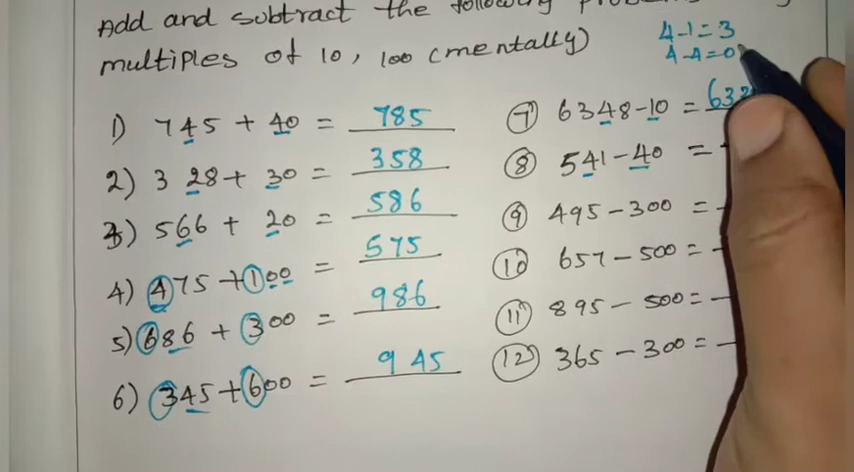 Add and subtract the following
multiples of 10, 100 (mentally)
4-1=3
4-4=0
1) 745 + 40 = 785
2) 328 + 30 = 358
3) 566 + 20 = 586
4) 475 + 100 = 575
5) 686 + 300 = 986
6) 345 + 600 = 945
7) 6348 - 10 = 633
8) 541 - 40 =
9) 495 - 300 =
10) 657 - 500 =
11) 895 - 500 =
12) 365 - 300 =